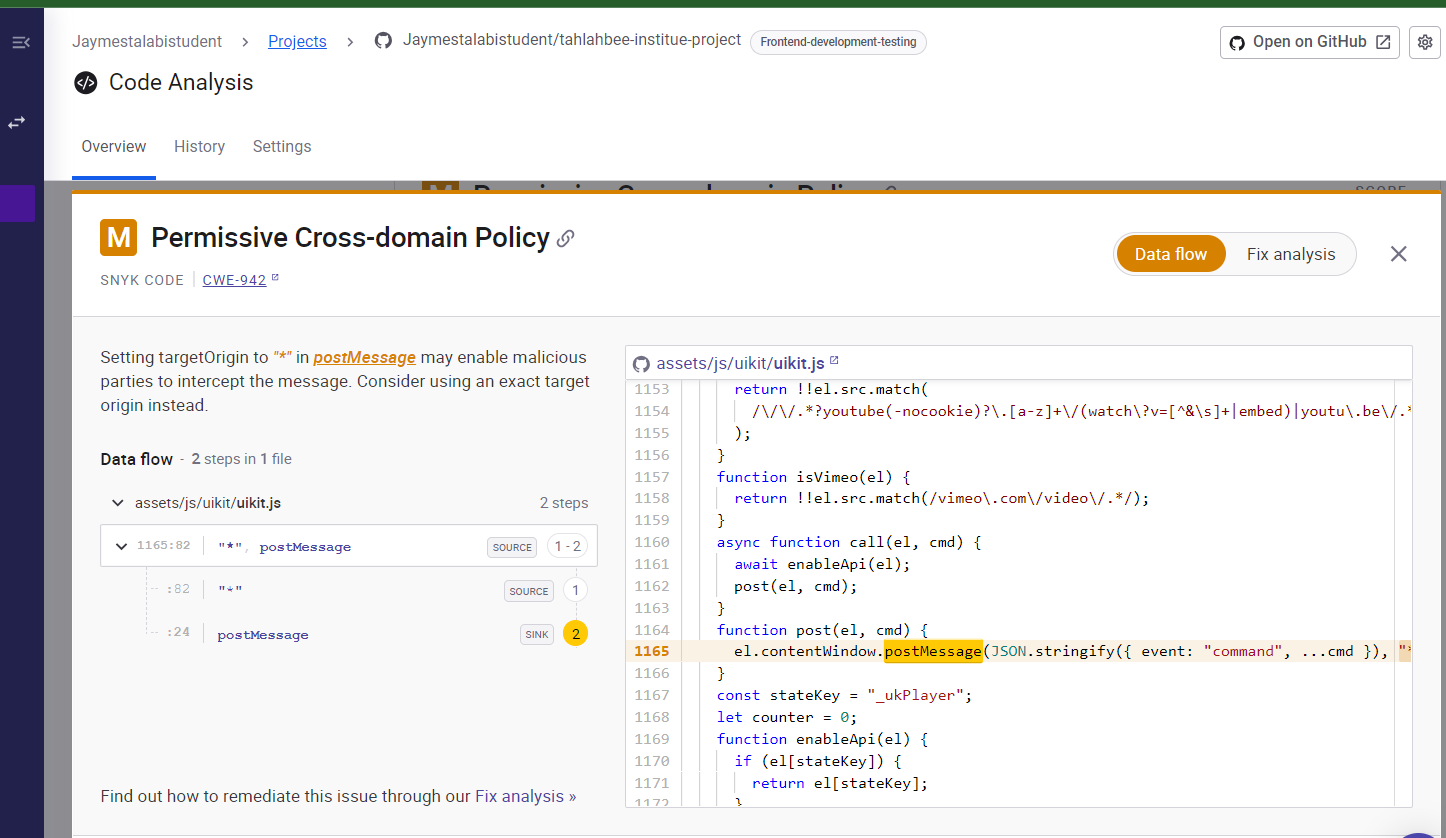 Jaymestalabistudent > Projects > Jaymestalabistudent/tahlahbee-institue-project Frontend-development-testing
Open on GitHub
Code Analysis
Overview History Settings
M Permissive Cross-domain Policy
SNYK CODE | CWE-942
Data flow Fix analysis
Setting targetOrigin to "*" in postMessage may enable malicious
parties to intercept the message. Consider using an exact target
origin instead.
Data flow - 2 steps in 1 file
assets/js/uikit/uikit.js 2 steps
1165:82 "*", postMessage SOURCE 1 - 2
:82 "*" SOURCE 1
:24 postMessage SINK 2
Find out how to remediate this issue through our Fix analysis »
assets/js/uikit/uikit.js
1153 return !!el.src.match(
1154 /\/\/.*?youtube(-nocookie)?\.[a-z]+\/(watch\?v=[^&\s]+|embed)|youtu\.be\/.*
1155 );
1156 }
1157 function isVimeo(el) {
1158 return !!el.src.match(/vimeo\.com\/video\/.*/);
1159 }
1160 async function call(el, cmd) {
1161 await enableApi(el);
1162 post(el, cmd);
1163 }
1164 function post(el, cmd) {
1165 el.contentWindow.postMessage(JSON.stringify({ event: "command", ...cmd }), "*
1166 }
1167 const stateKey = "_ukPlayer";
1168 let counter = 0;
1169 function enableApi(el) {
1170 if (el[stateKey]) {
1171 return el[stateKey];
1172 }